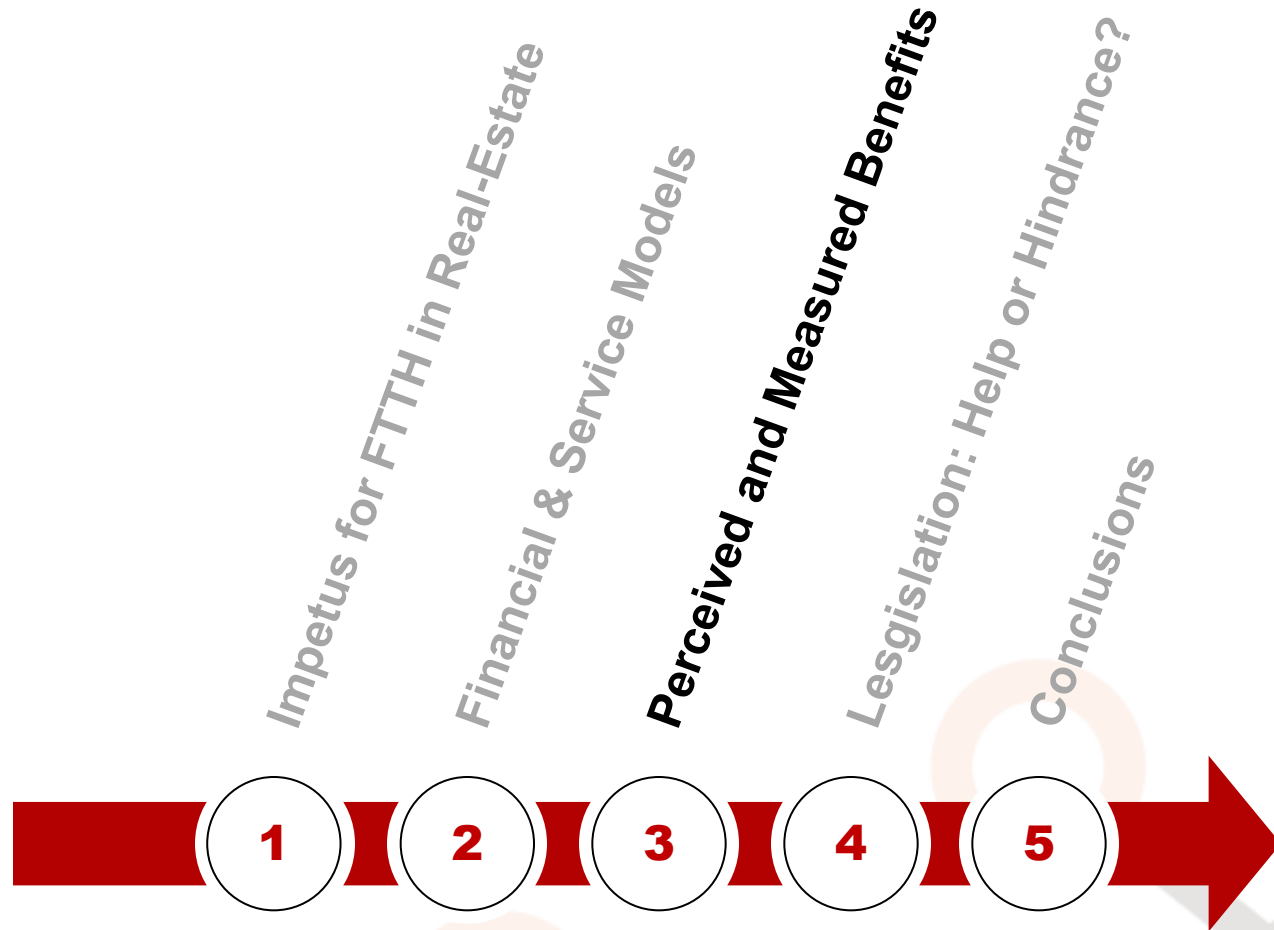 Impetus for FTTH in Real-Estate
Financial & Service Models
Perceived and Measured Benefits
Lesgislation: Help or Hindrance?
Conclusions
1
2
3
4
5